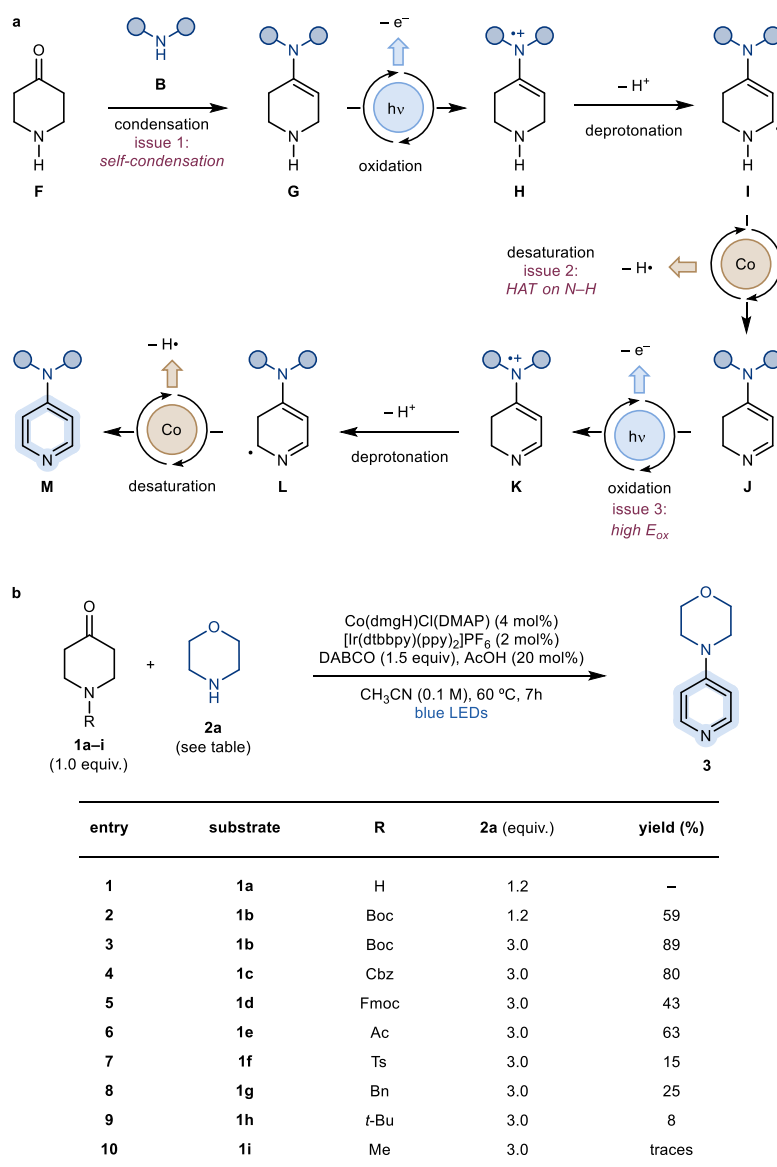 a
– e⁻
B
condensation
issue 1:
self-condensation
hν
oxidation
– H⁺
deprotonation
O
N
H
F
N
H
N
N
H
G
N
•+
N
H
H
N
N
H
I
desaturation
issue 2:
HAT on N–H
– H•
Co
– H•
Co
desaturation
– H⁺
deprotonation
– e⁻
hν
oxidation
issue 3:
high Eox
N
N
M
N
•
N
L
N
•+
N
K
N
N
J
b
O
N
R
1a–i
(1.0 equiv.)
+
O
N
H
2a
(see table)
Co(dmgH)Cl(DMAP) (4 mol%)
[Ir(dtbbpy)(ppy)₂]PF₆ (2 mol%)
DABCO (1.5 equiv), AcOH (20 mol%)
CH₃CN (0.1 M), 60 ºC, 7h
blue LEDs
O
N
N
3
entry substrate R 2a (equiv.) yield (%)
1 1a H 1.2 –
2 1b Boc 1.2 59
3 1b Boc 3.0 89
4 1c Cbz 3.0 80
5 1d Fmoc 3.0 43
6 1e Ac 3.0 63
7 1f Ts 3.0 15
8 1g Bn 3.0 25
9 1h t-Bu 3.0 8
10 1i Me 3.0 traces